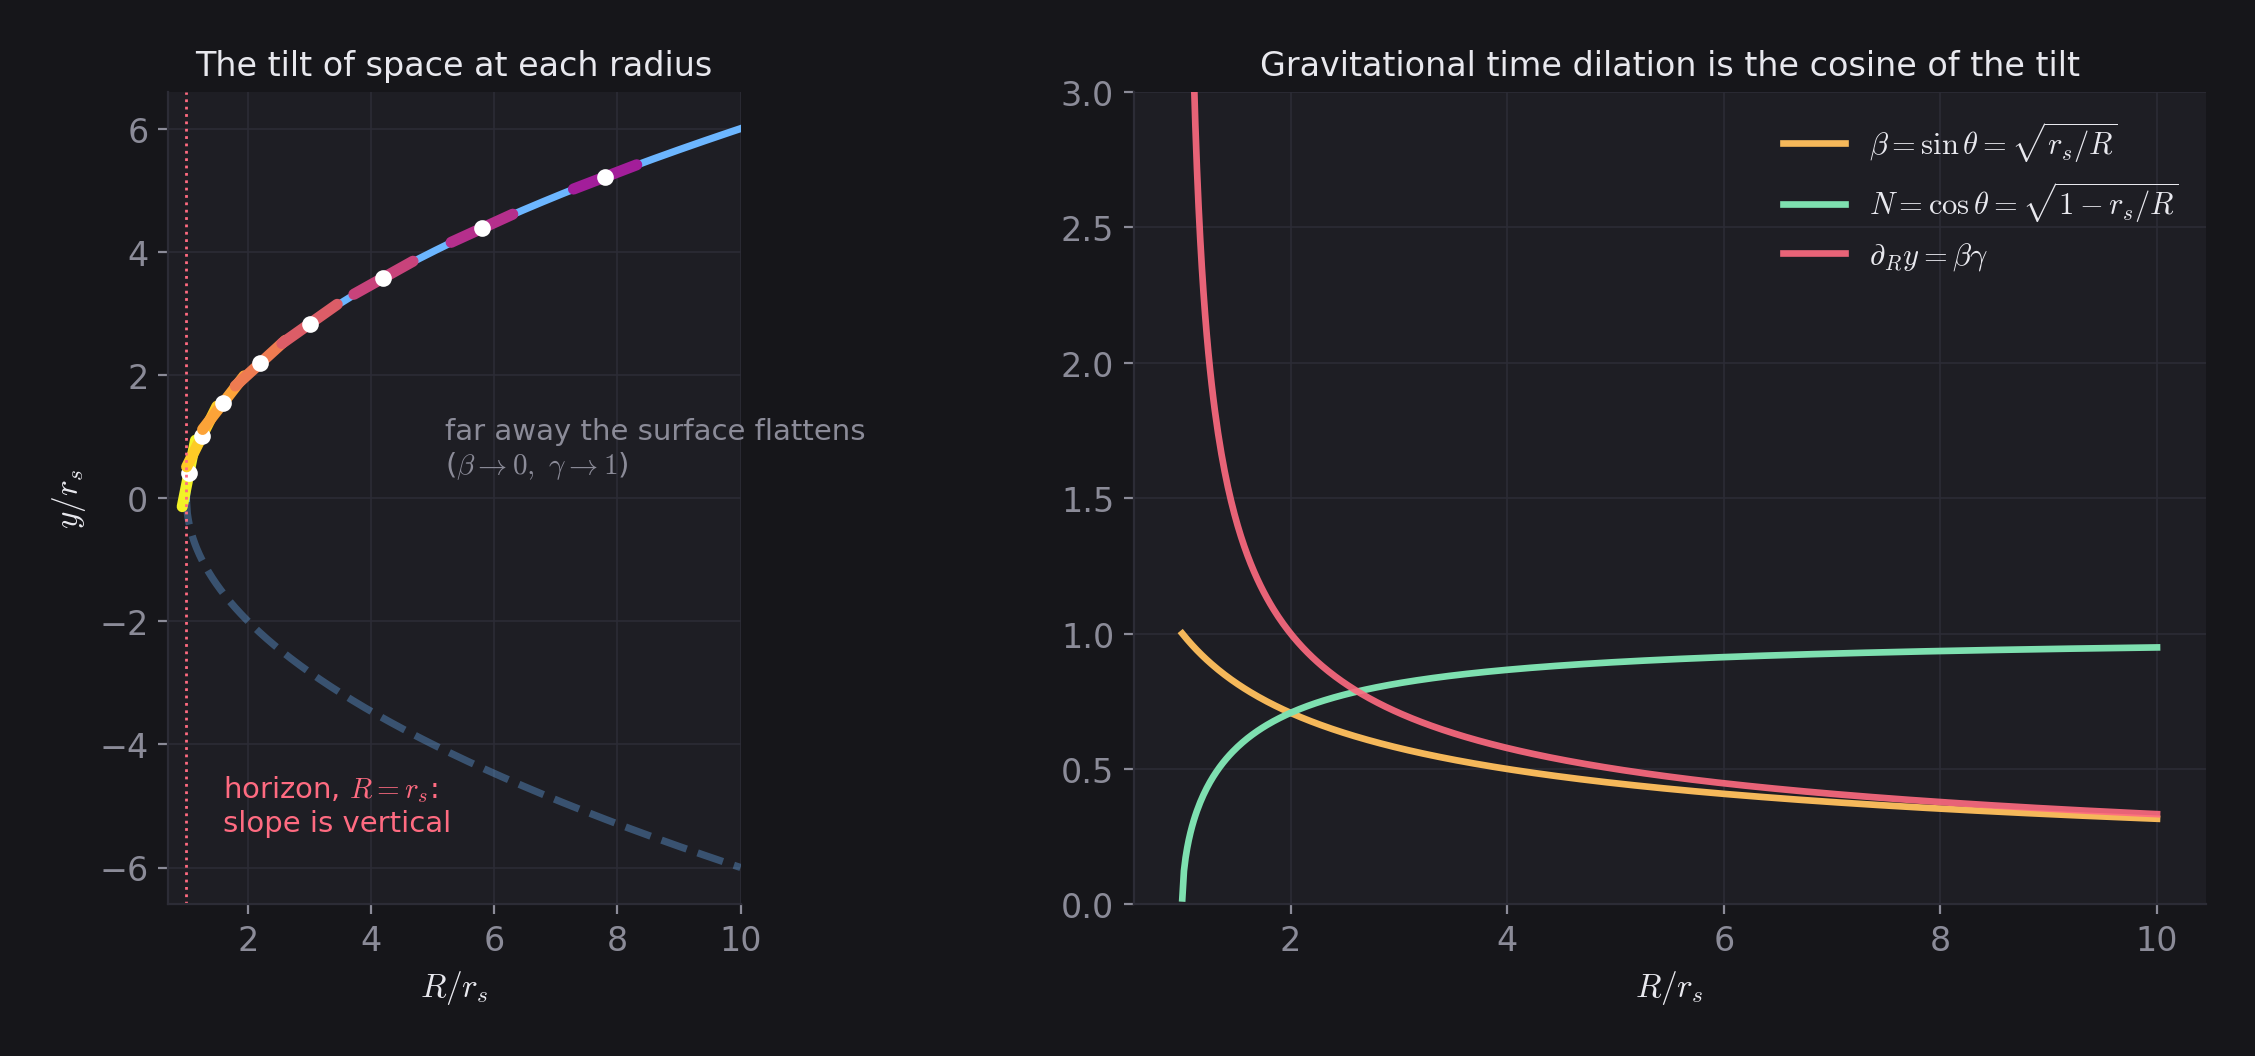 The tilt of space at each radius
6
4
2
0
−2
−4
−6
y/r_s
far away the surface flattens
(β → 0, γ → 1)
horizon, R = r_s:
slope is vertical
2 4 6 8 10
R/r_s
Gravitational time dilation is the cosine of the tilt
3.0
2.5
2.0
1.5
1.0
0.5
0.0
β = sin θ = √(r_s/R)
N = cos θ = √(1 − r_s/R)
∂_R y = βγ
2 4 6 8 10
R/r_s